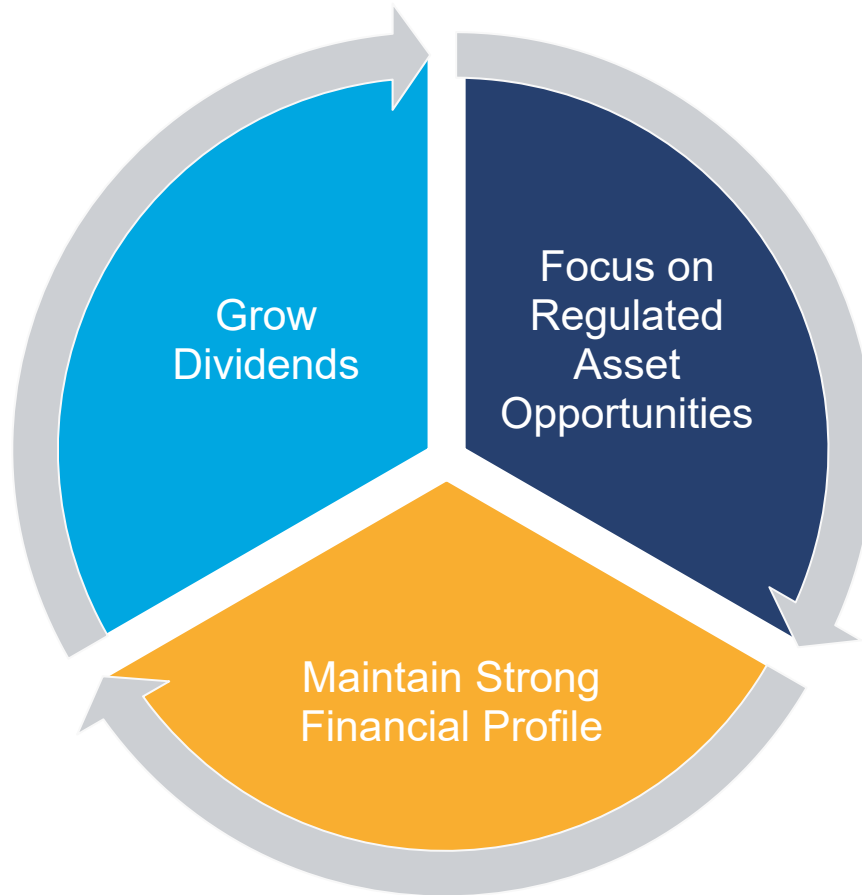 Grow
Dividends
Focus on
Regulated
Asset
Opportunities
Maintain Strong
Financial Profile